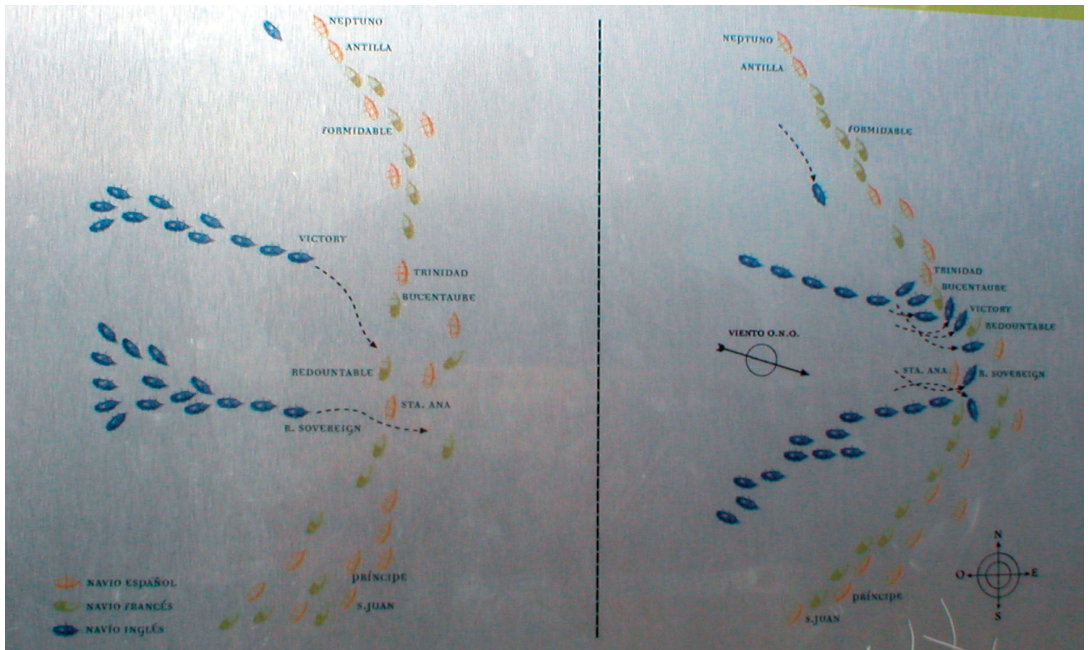 NEPTUNO
ANTILLA
FORMIDABLE
VICTORY
TRINIDAD
BUCENTAURE
REDOUNTABLE
STA. ANA
R. SOVEREIGN
PRÍNCIPE
S.JUAN
NAVIO ESPAÑOL
NAVIO FRANCÉS
NAVÍO INGLÉS
NEPTUNO
ANTILLA
FORMIDABLE
TRINIDAD
BUCENTAURE
VICTORY
REDOUNTABLE
VIENTO O.N.O.
STA. ANA
R. SOVEREIGN
PRÍNCIPE
S.JUAN
N
O E
S